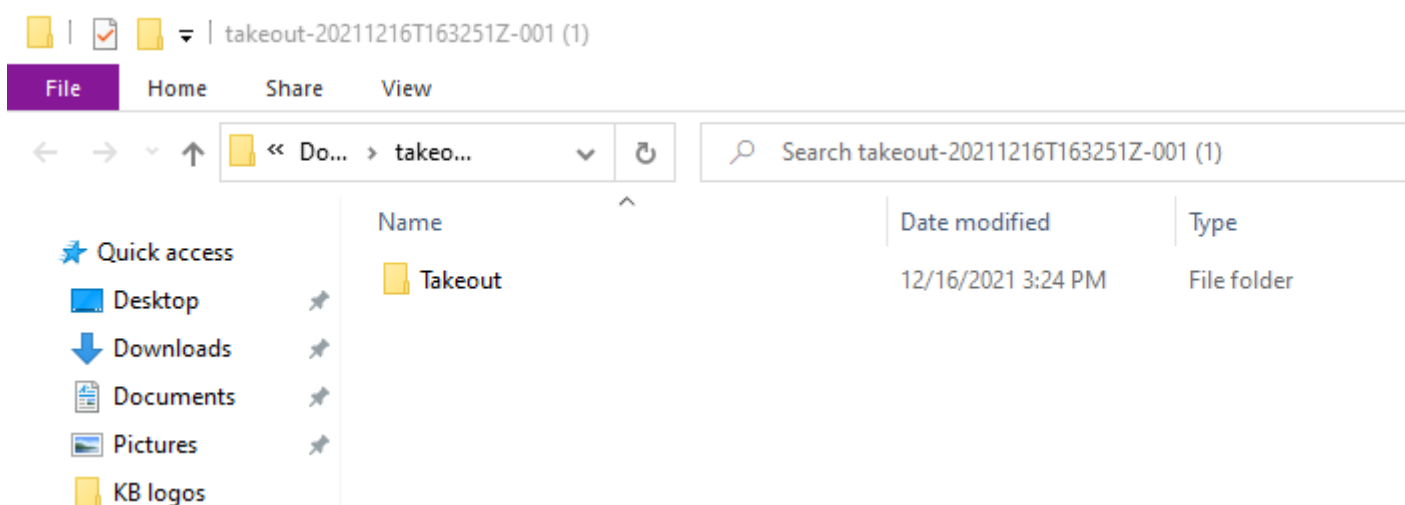 takeout-20211216T163251Z-001 (1)
File Home Share View
« Do... › takeo... Search takeout-20211216T163251Z-001 (1)
Name Date modified Type
Quick access
Takeout 12/16/2021 3:24 PM File folder
Desktop
Downloads
Documents
Pictures
KB logos